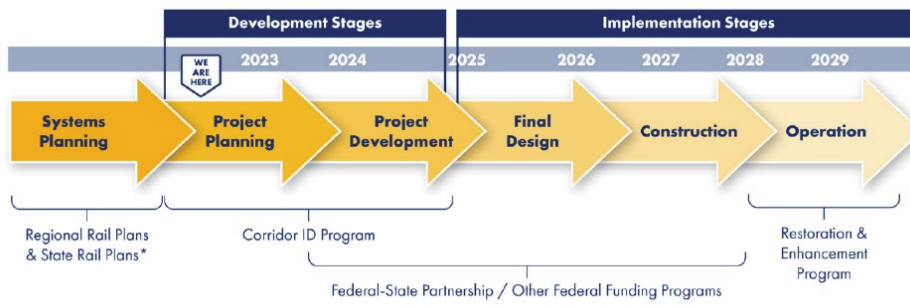 Development Stages
Implementation Stages
WE
ARE
HERE
2023 2024 2025 2026 2027 2028 2029
Systems
Planning
Project
Planning
Project
Development
Final
Design
Construction
Operation
Regional Rail Plans
& State Rail Plans*
Corridor ID Program
Restoration &
Enhancement
Program
Federal-State Partnership / Other Federal Funding Programs